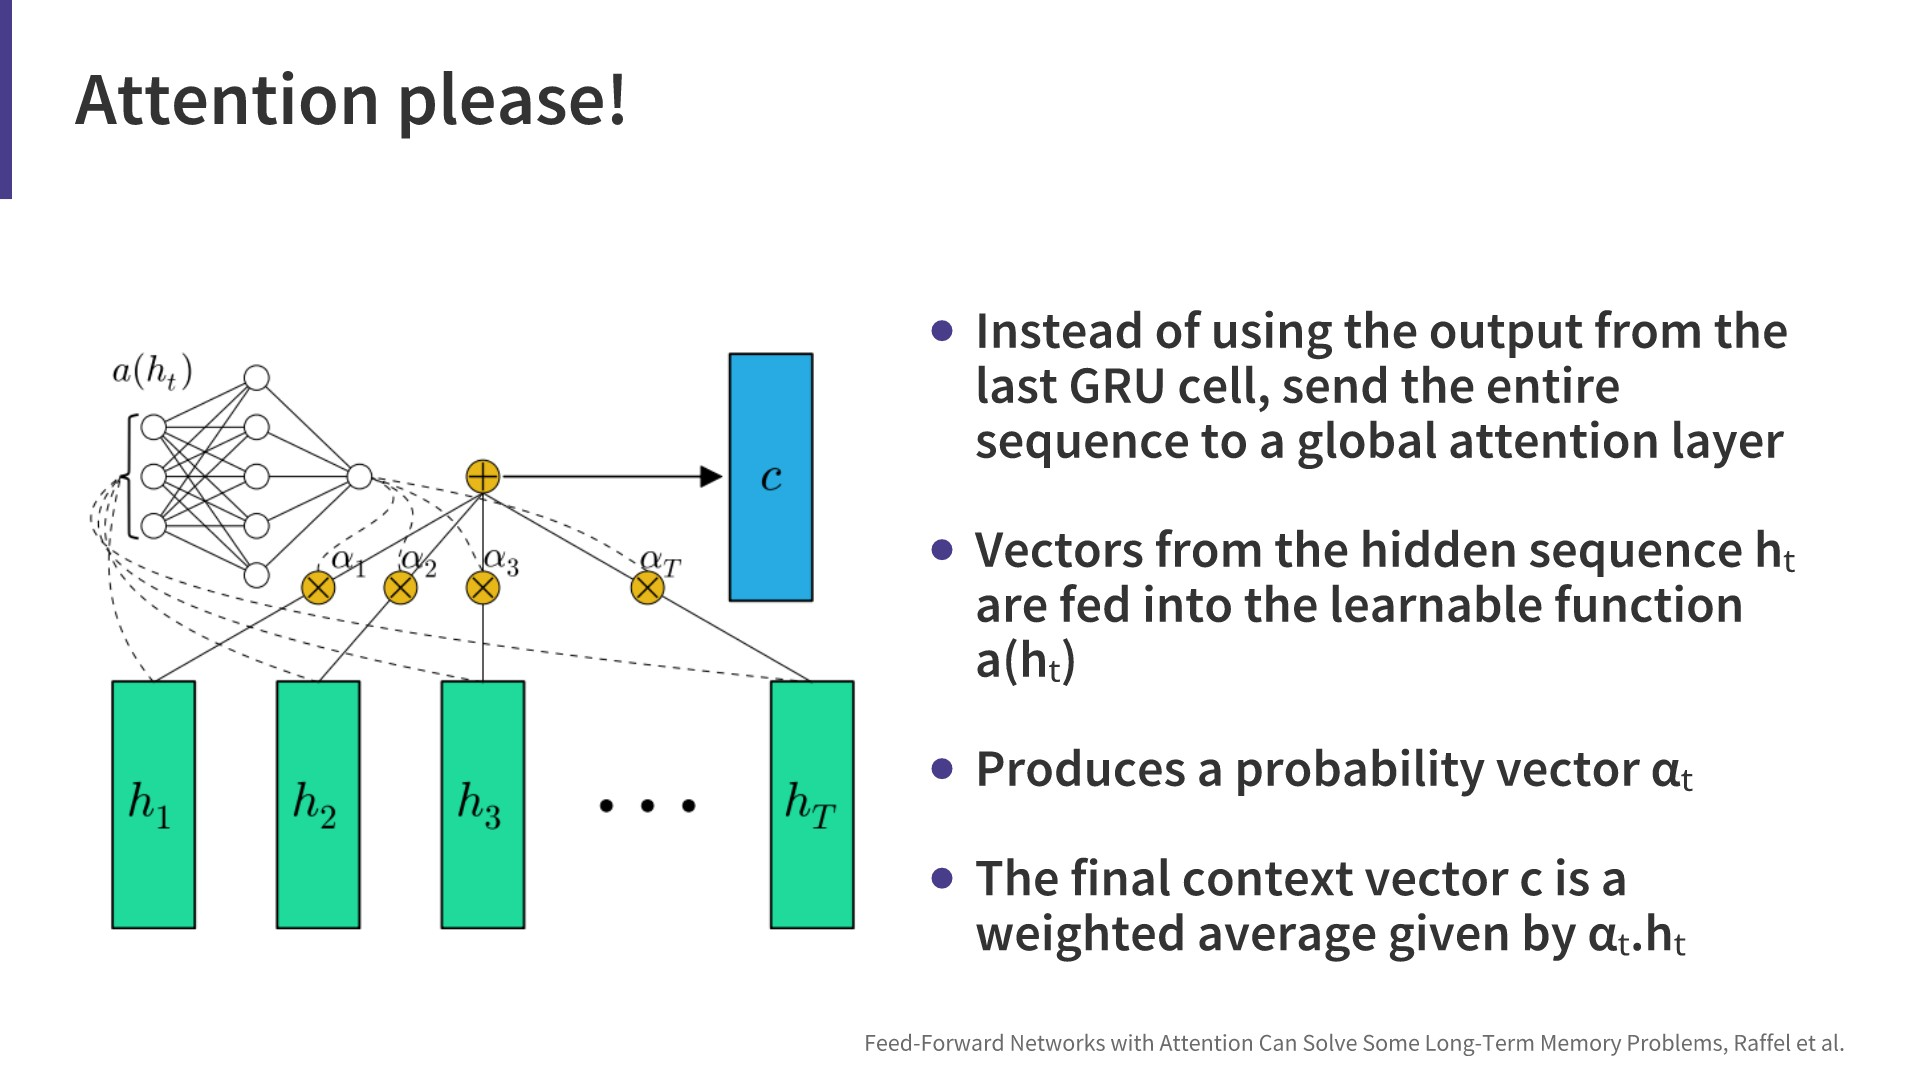 Attention please!
a(hₜ)
c
α₁
α₂
α₃
α_T
h₁
h₂
h₃
• • •
h_T
• Instead of using the output from the
last GRU cell, send the entire
sequence to a global attention layer
• Vectors from the hidden sequence hₜ
are fed into the learnable function
a(hₜ)
• Produces a probability vector αₜ
• The final context vector c is a
weighted average given by αₜ.hₜ
Feed-Forward Networks with Attention Can Solve Some Long-Term Memory Problems, Raffel et al.